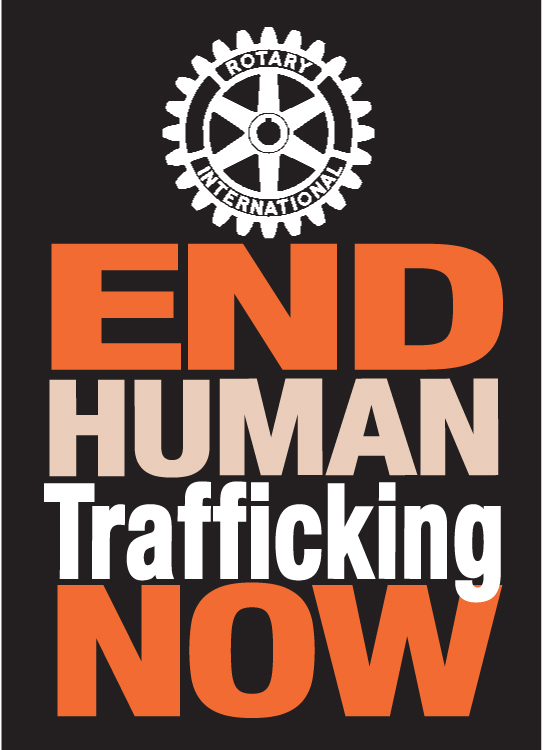 ROTARY
INTERNATIONAL
END
HUMAN
Trafficking
NOW